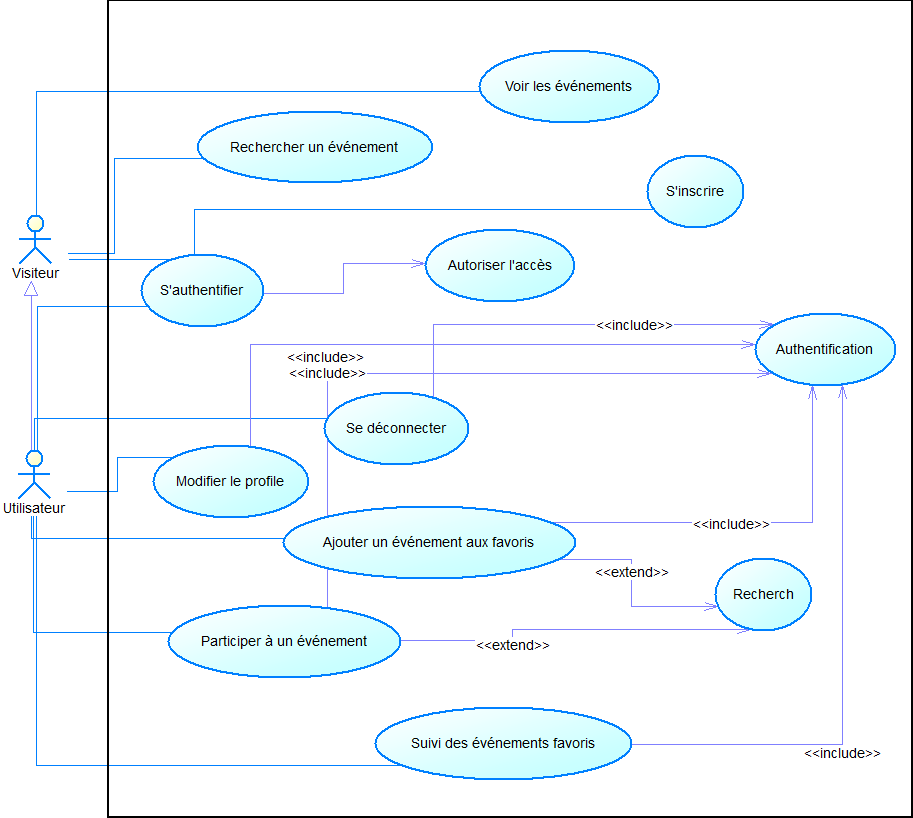 Voir les événements
Rechercher un événement
S'inscrire
Visiteur
Autoriser l'accès
S'authentifier
<<include>>
Authentification
<<include>>
<<include>>
Se déconnecter
Modifier le profile
Utilisateur
<<include>>
Ajouter un événement aux favoris
<<extend>>
Recherch
Participer à un événement
<<extend>>
Suivi des événements favoris
<<include>>